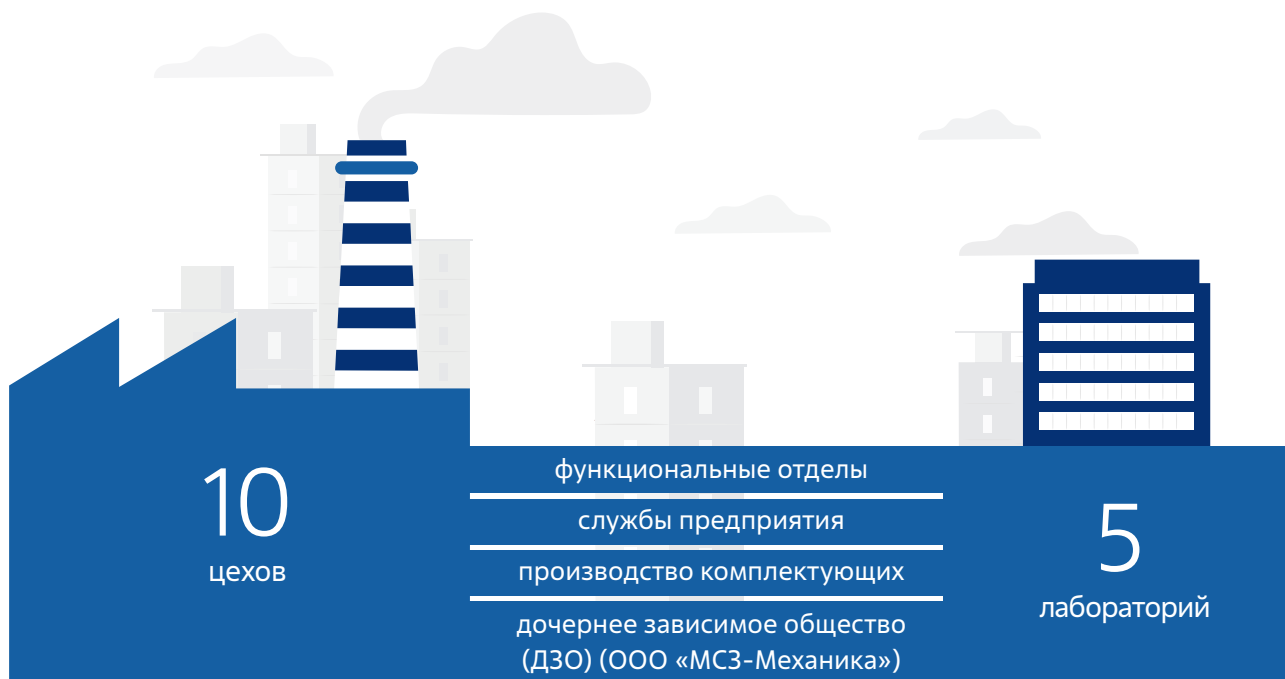 10
цехов
функциональные отделы
службы предприятия
производство комплектующих
дочернее зависимое общество
(ДЗО) (ООО «МСЗ-Механика»)
5
лабораторий